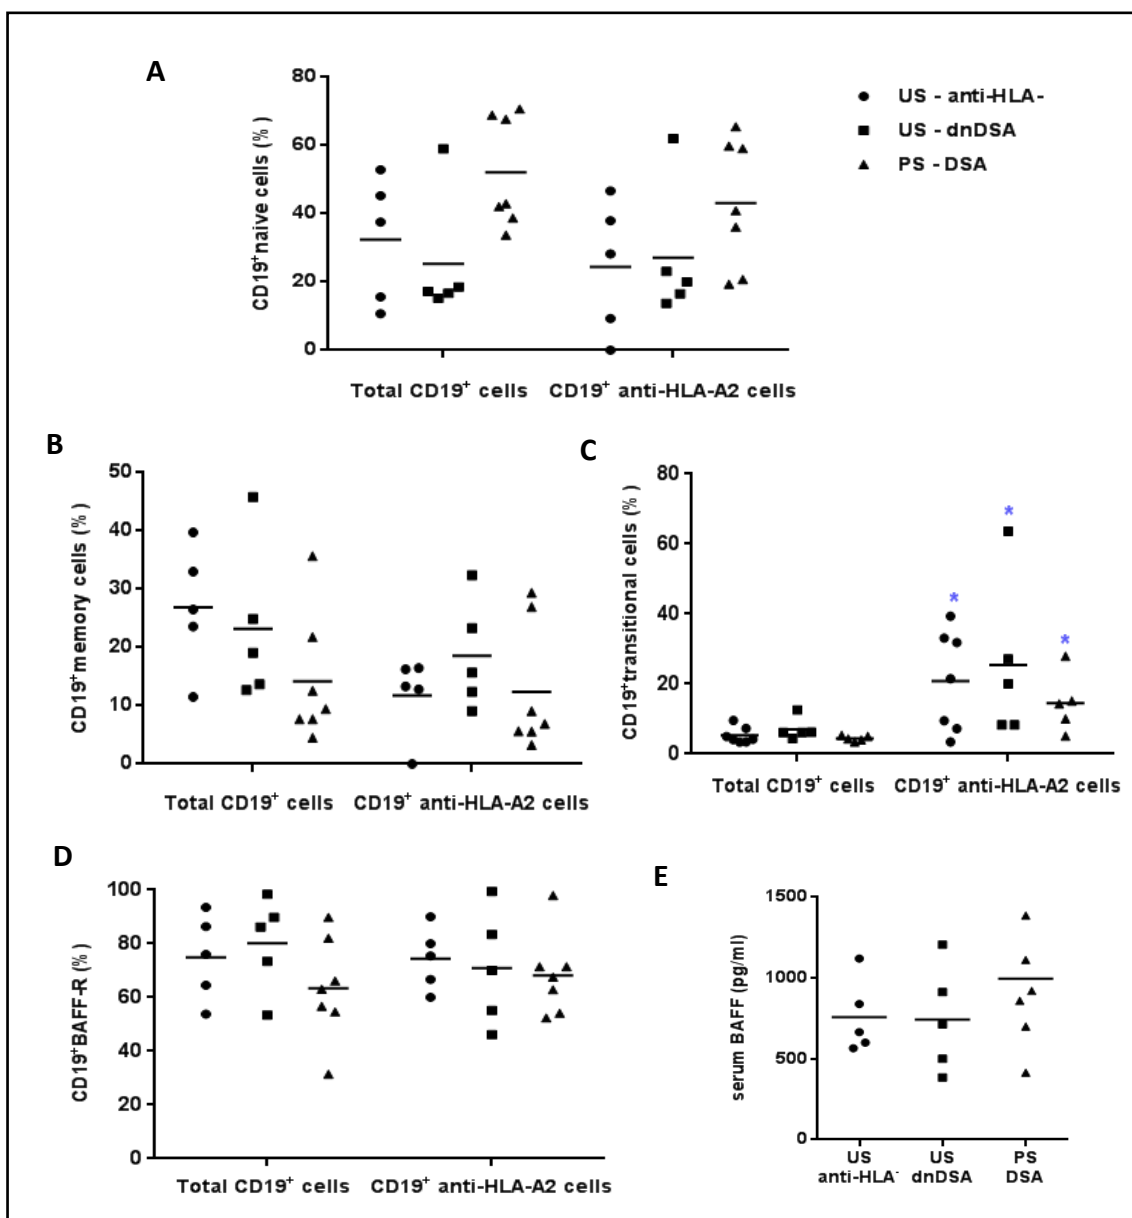 A
80
60
40
20
0
CD19⁺naive cells (%)
Total CD19⁺ cells
CD19⁺ anti-HLA-A2 cells
US - anti-HLA-
US - dnDSA
PS - DSA
B
50
40
30
20
10
0
CD19⁺memory cells (%)
Total CD19⁺ cells
CD19⁺ anti-HLA-A2 cells
C
80
60
40
20
0
CD19⁺transitional cells (%)
*
*
*
Total CD19⁺ cells
CD19⁺ anti-HLA-A2 cells
D
100
80
60
40
20
0
CD19⁺BAFF-R (%)
Total CD19⁺ cells
CD19⁺ anti-HLA-A2 cells
E
1500
1000
500
0
serum BAFF (pg/ml)
US
anti-HLA⁻
US
dnDSA
PS
DSA